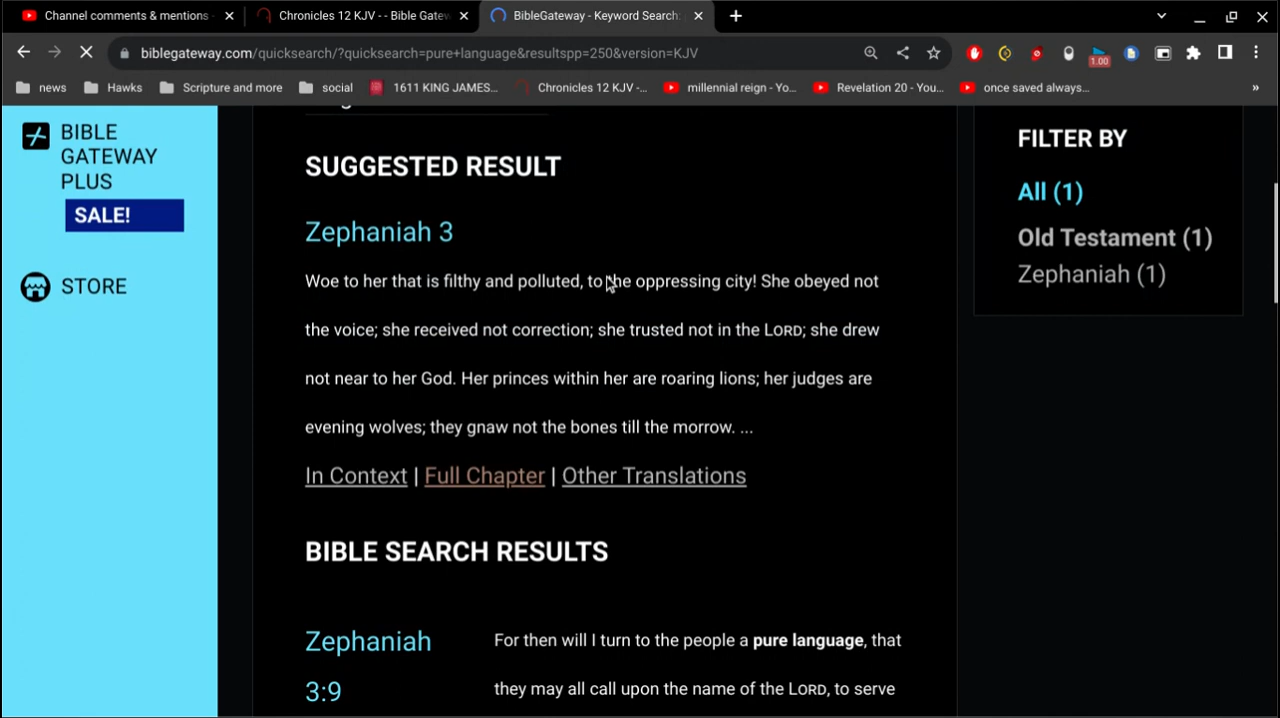 Channel comments & mentions -
Chronicles 12 KJV - - Bible Gatew
BibleGateway - Keyword Search:
biblegateway.com/quicksearch/?quicksearch=pure+language&resultspp=250&version=KJV
1.00
news
Hawks
Scripture and more
social
1611 KING JAMES...
Chronicles 12 KJV -...
millennial reign - Yo...
Revelation 20 - You...
once saved always...
»
BIBLE
GATEWAY
PLUS
SALE!
STORE
SUGGESTED RESULT
Zephaniah 3
Woe to her that is filthy and polluted, to the oppressing city! She obeyed not
the voice; she received not correction; she trusted not in the LORD; she drew
not near to her God. Her princes within her are roaring lions; her judges are
evening wolves; they gnaw not the bones till the morrow. ...
In Context | Full Chapter | Other Translations
BIBLE SEARCH RESULTS
Zephaniah
3:9
For then will I turn to the people a pure language, that
they may all call upon the name of the LORD, to serve
FILTER BY
All (1)
Old Testament (1)
Zephaniah (1)